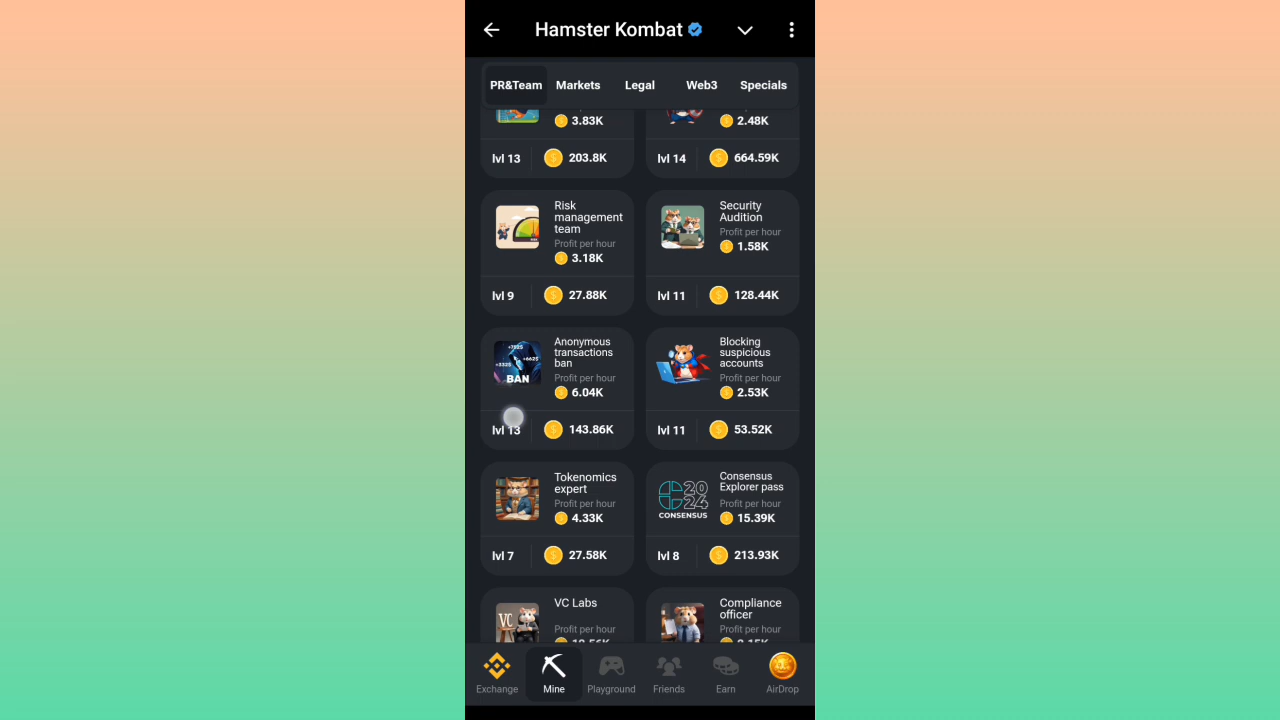 Hamster Kombat
PR&Team
Markets
Legal
Web3
Specials
3.83K
2.48K
lvl 13
203.8K
lvl 14
664.59K
Risk
management
team
Profit per hour
3.18K
lvl 9
27.88K
Security
Audition
Profit per hour
1.58K
lvl 11
128.44K
BAN
Anonymous
transactions
ban
Profit per hour
6.04K
lvl 13
143.86K
Blocking
suspicious
accounts
Profit per hour
2.53K
lvl 11
53.52K
Tokenomics
expert
Profit per hour
4.33K
lvl 7
27.58K
2024
CONSENSUS
Consensus
Explorer pass
Profit per hour
15.39K
lvl 8
213.93K
VC
VC Labs
Profit per hour
Compliance
officer
Profit per hour
Exchange
Mine
Playground
Friends
Earn
AirDrop